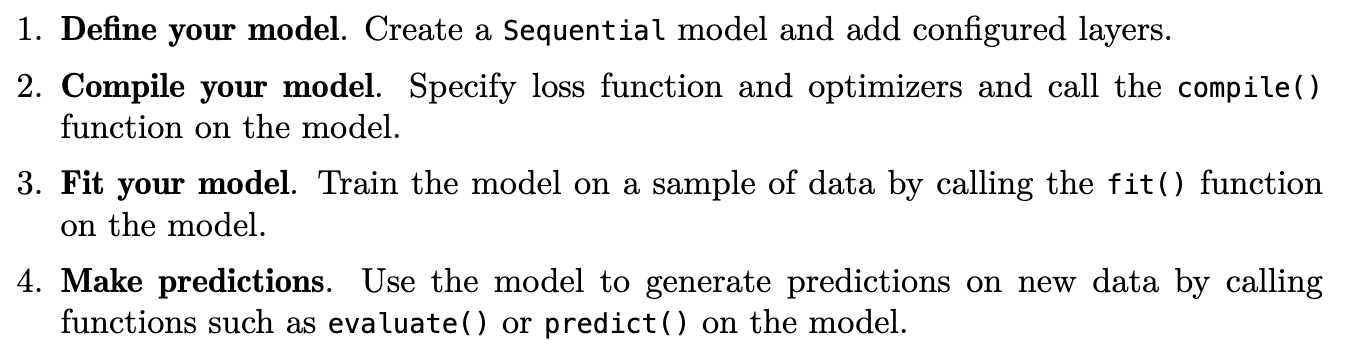 1. Define your model. Create a Sequential model and add configured layers.
2. Compile your model. Specify loss function and optimizers and call the compile()
function on the model.
3. Fit your model. Train the model on a sample of data by calling the fit() function
on the model.
4. Make predictions. Use the model to generate predictions on new data by calling
functions such as evaluate() or predict() on the model.